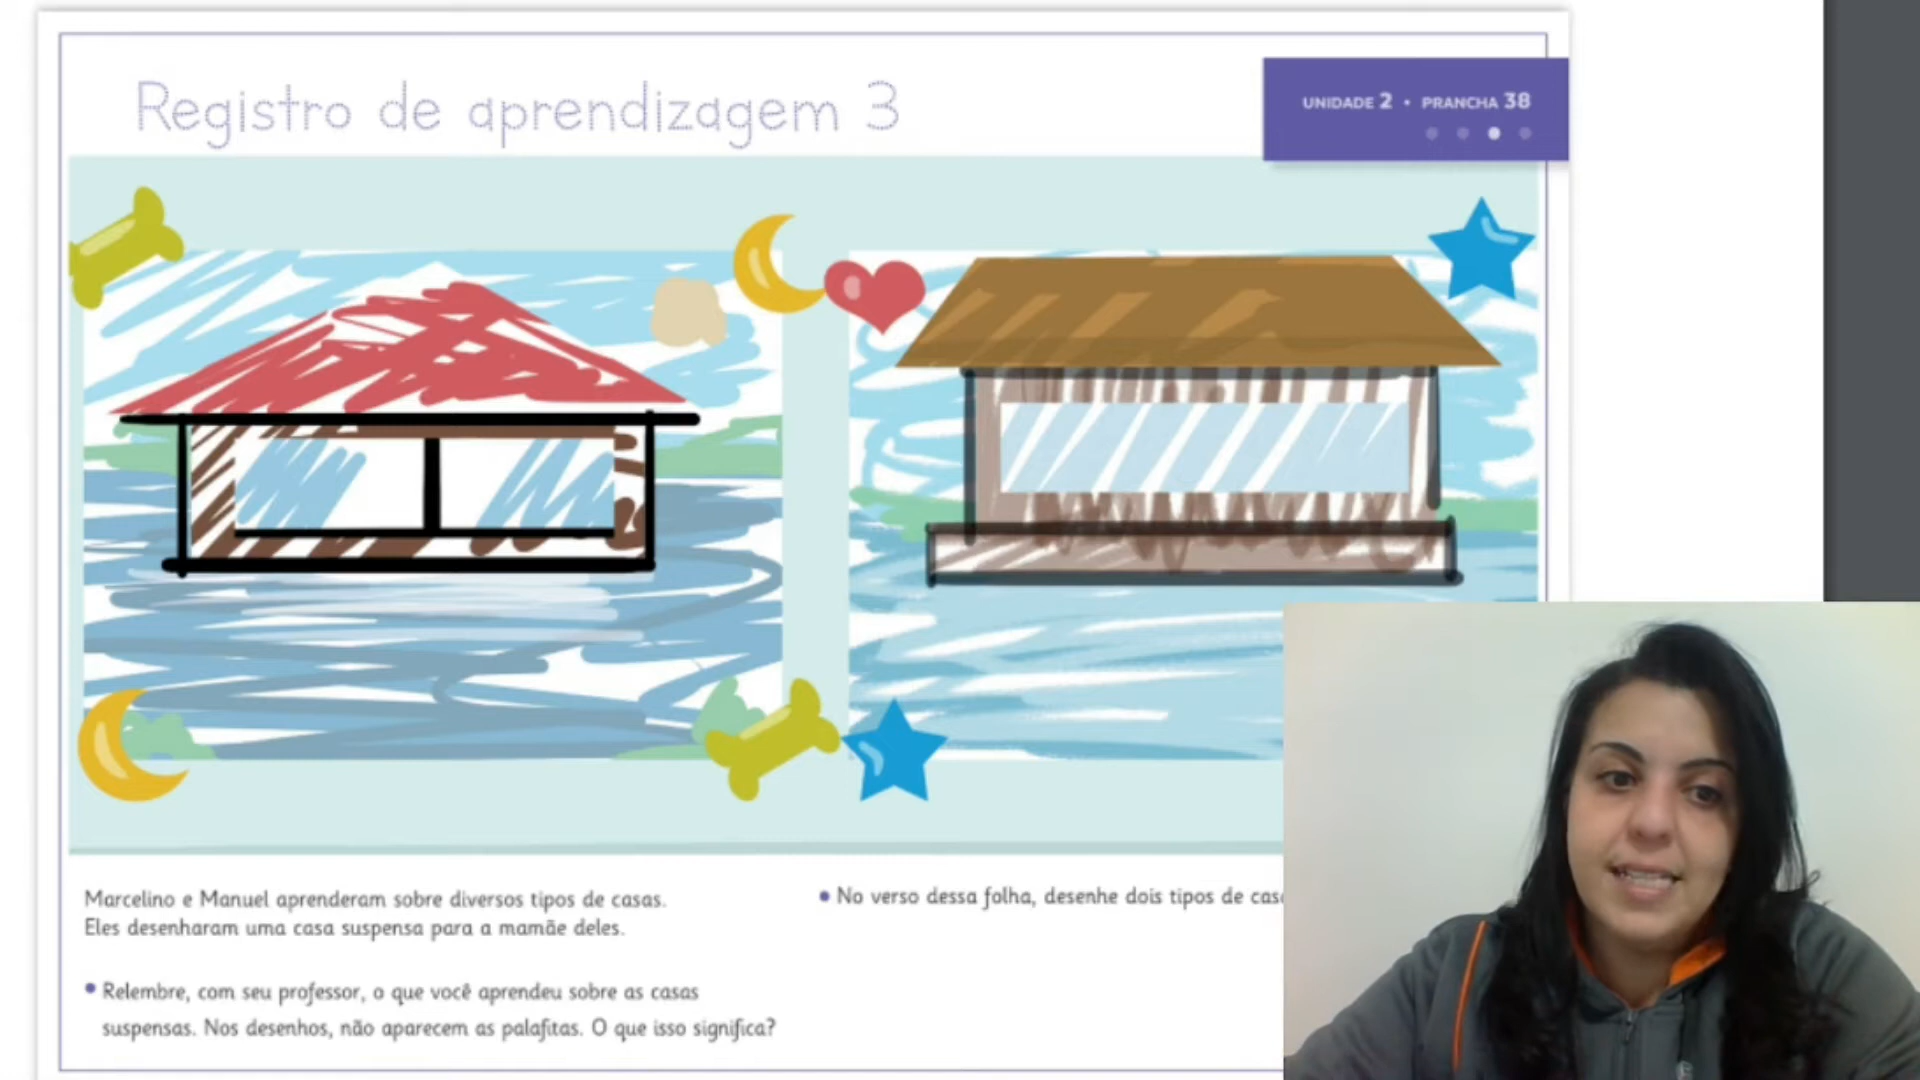 Registro de aprendizagem 3
UNIDADE 2 • PRANCHA 38
Marcelino e Manuel aprenderam sobre diversos tipos de casas.
Eles desenharam uma casa suspensa para a mamãe deles.
• Relembre, com seu professor, o que você aprendeu sobre as casas
suspensas. Nos desenhos, não aparecem as palafitas. O que isso significa?
• No verso dessa folha, desenhe dois tipos de